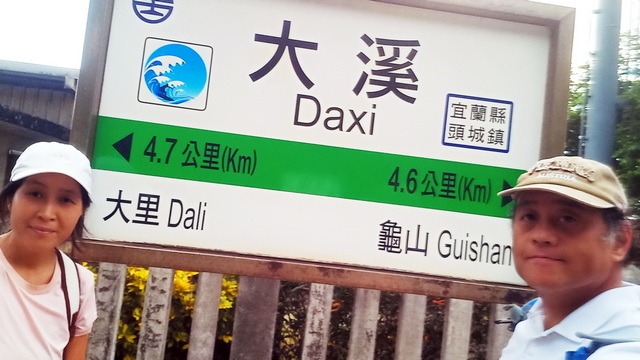 大溪
Daxi
宜蘭縣
頭城鎮
4.7公里(Km)
4.6公里(Km)
大里 Dali
龜山 Guishan